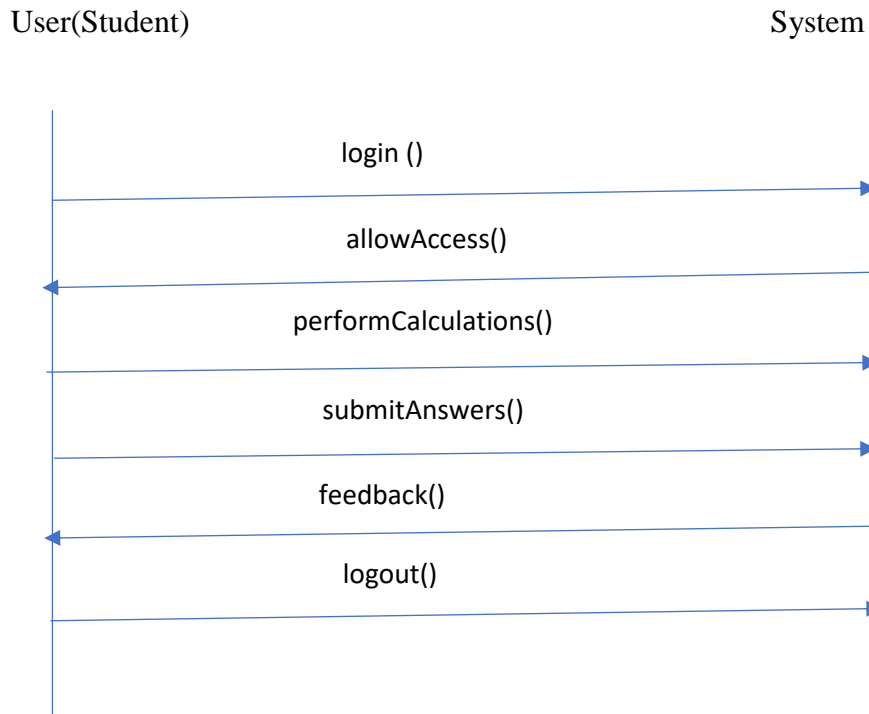 User(Student) System
login ()
allowAccess()
performCalculations()
submitAnswers()
feedback()
logout()